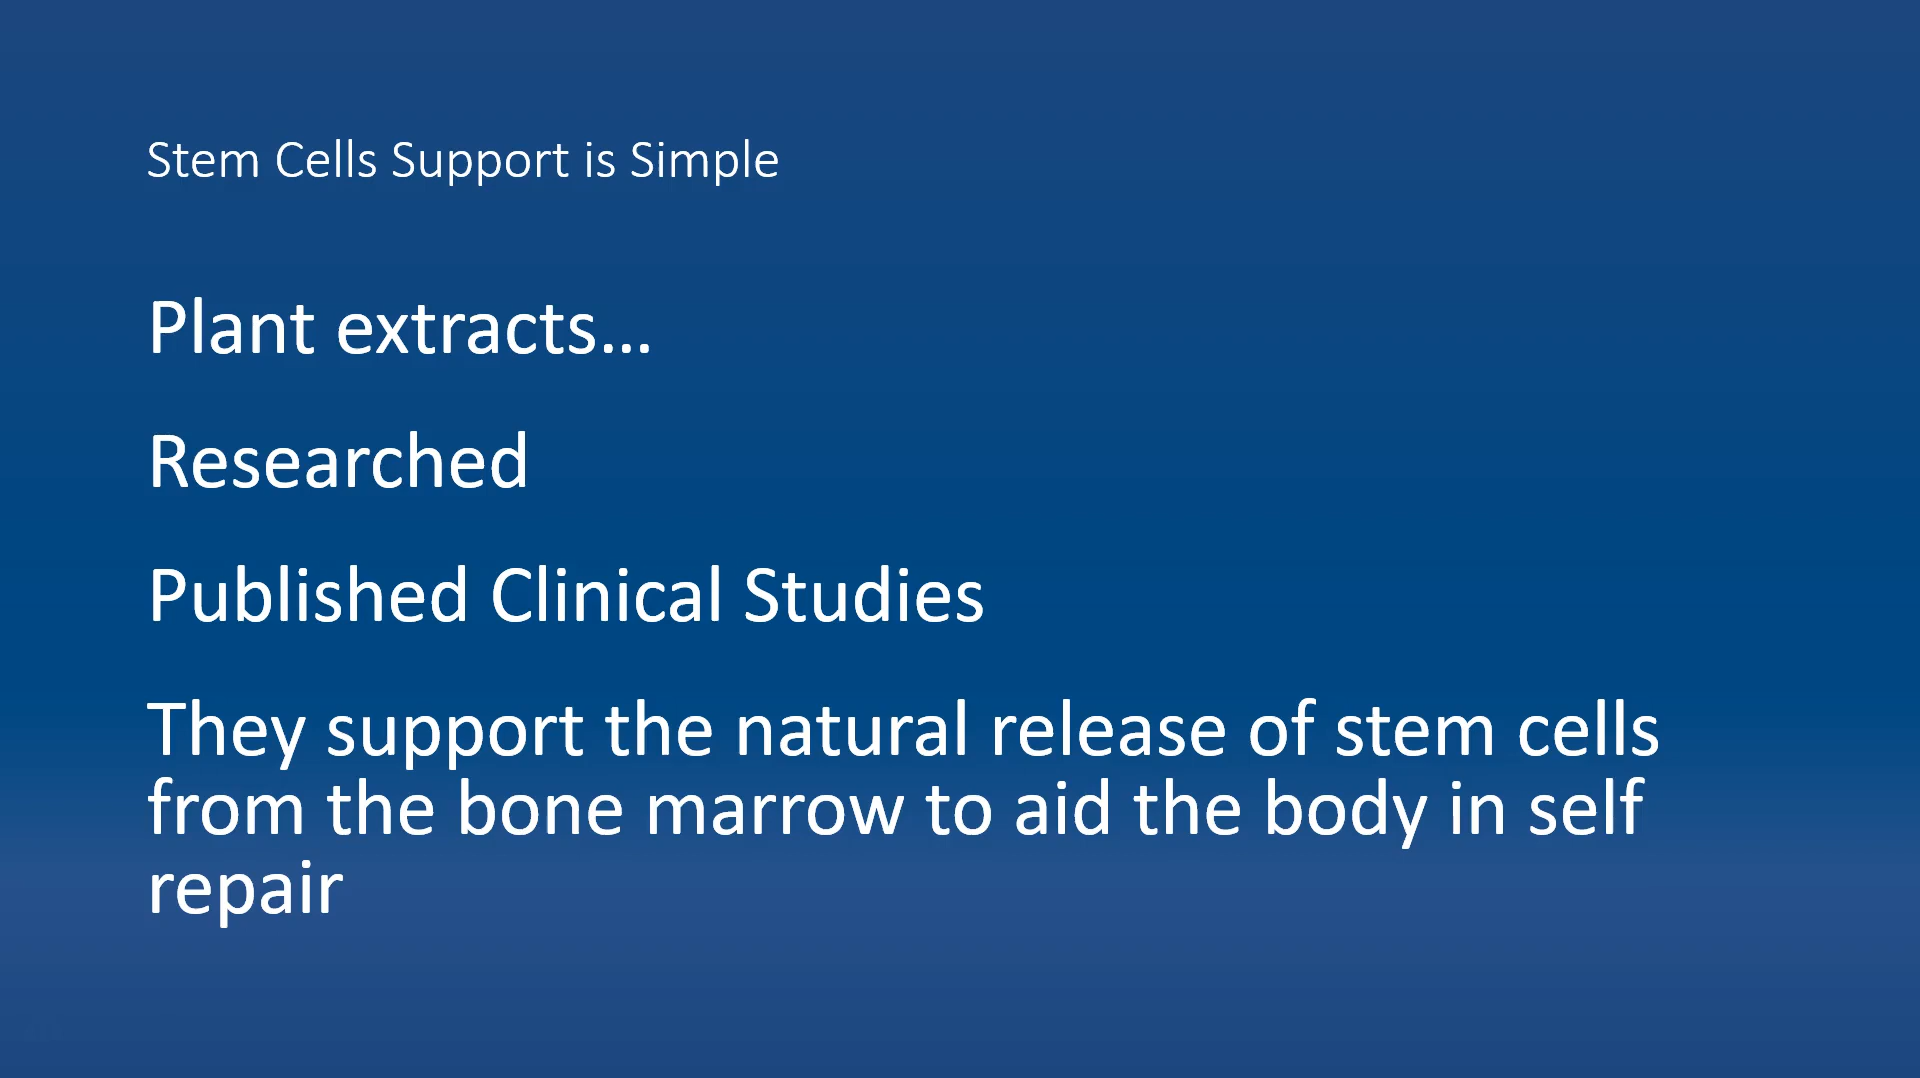 Stem Cells Support is Simple
Plant extracts...
Researched
Published Clinical Studies
They support the natural release of stem cells
from the bone marrow to aid the body in self
repair